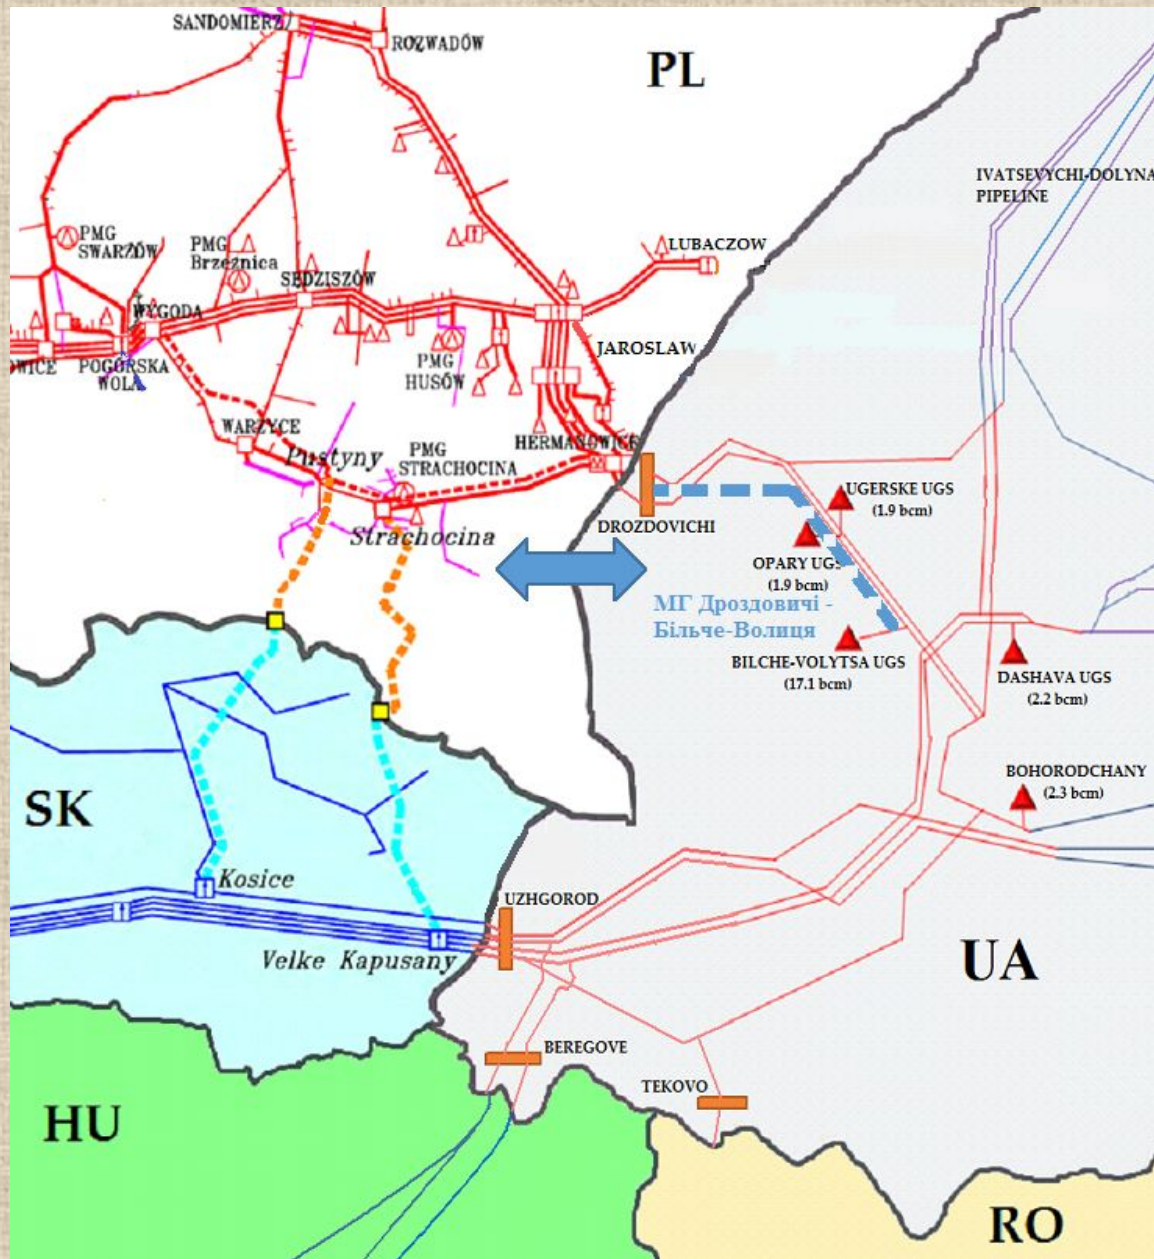 SANDOMIERZ
ROZWADÓW
PL
IVATSEVYCHI-DOLYNA
PIPELINE
PMG
SWARZÓW
PMG
Brzeźnica
LUBACZOW
SĘDZISZÓW
WYGODA
OWICE
POGÓRSKA
WOLA
PMG
HUSÓW
JAROSLAW
WARZYCE
HERMANOWICE
Pustyny
PMG
STRACHOCINA
UGERSKE UGS
(1.9 bcm)
DROZDOVICHI
Strachocina
OPARY UGS
(1.9 bcm)
МГ Дроздовичі -
Більче-Волиця
BILCHE-VOLYTSA UGS
(17.1 bcm)
DASHAVA UGS
(2.2 bcm)
BOHORODCHANY
(2.3 bcm)
SK
Kosice
UZHGOROD
Velke Kapusany
UA
BEREGOVE
TEKOVO
HU
RO